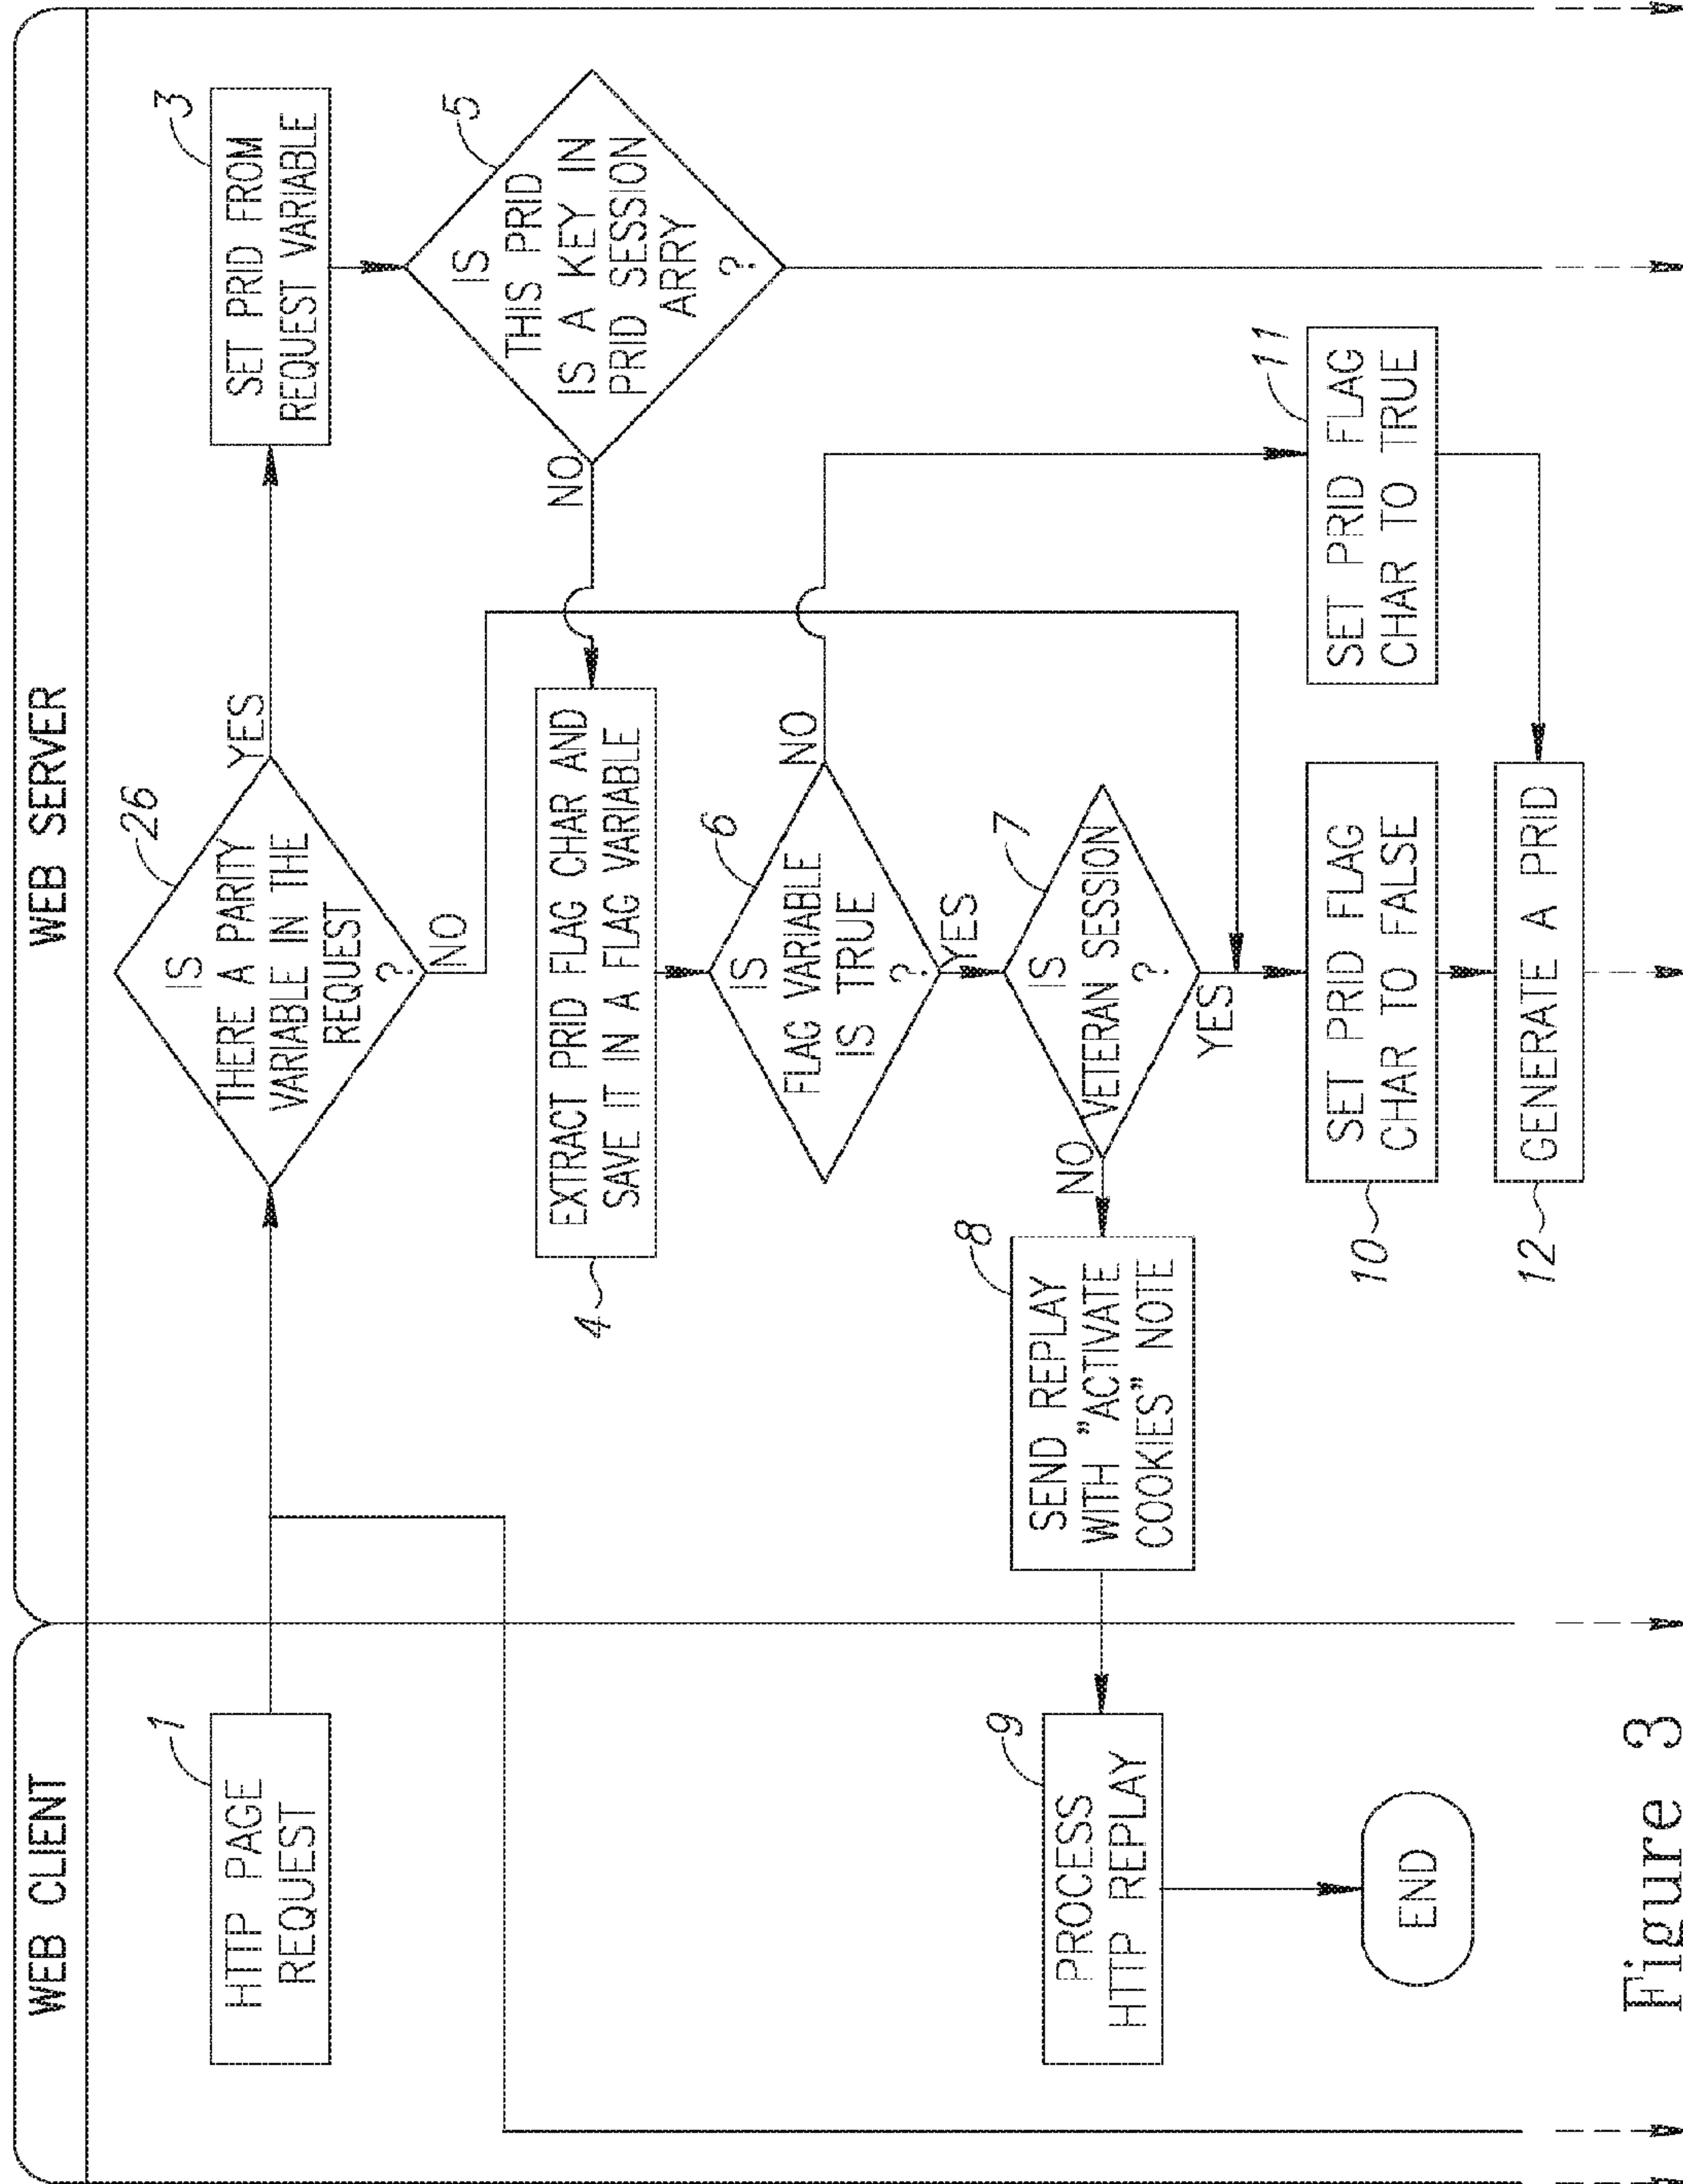 WEB CLIENT
WEB SERVER
1
HTTP PAGE
REQUEST
26
IS
THERE A PARITY
VARIABLE IN THE
REQUEST
?
YES
NO
3
SET PRID FROM
REQUEST VARIABLE
5
IS
THIS PRID
IS A KEY IN
PRID SESSION
ARRY
?
NO
4
EXTRACT PRID FLAG CHAR AND
SAVE IT IN A FLAG VARIABLE
6
IS
FLAG VARIABLE
IS TRUE
?
NO
YES
7
IS
VETERAN SESSION
?
NO
YES
8
SEND REPLAY
WITH "ACTIVATE
COOKIES" NOTE
9
PROCESS
HTTP REPLAY
END
10
SET PRID FLAG
CHAR TO FALSE
11
SET PRID FLAG
CHAR TO TRUE
12
GENERATE A PRID
Figure 3